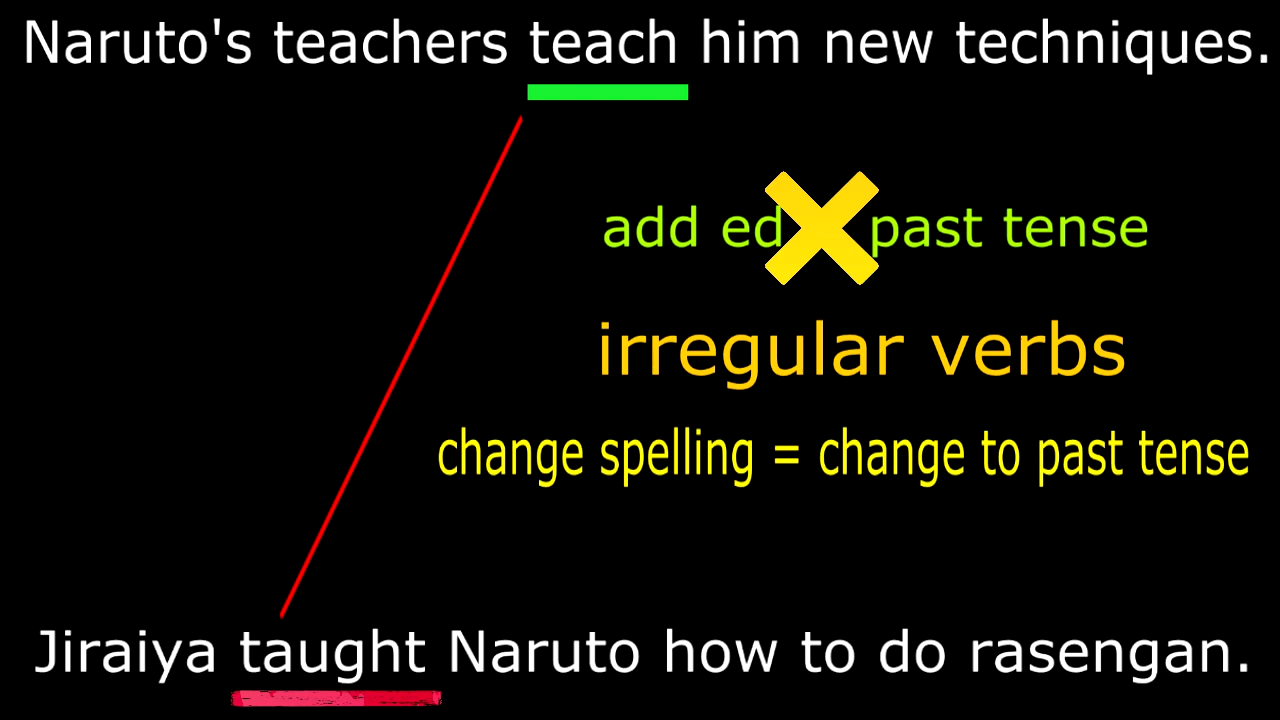 Naruto's teachers teach him new techniques.
add ed past tense
irregular verbs
change spelling = change to past tense
Jiraiya taught Naruto how to do rasengan.